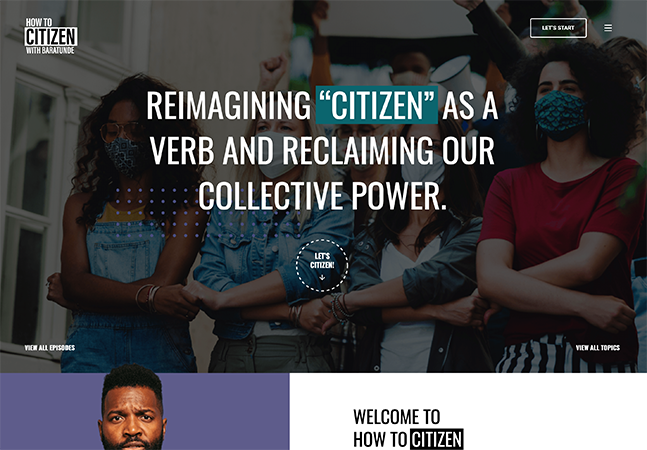 HOW TO
CITIZEN
WITH BARATUNDE
LET'S START
REIMAGINING “CITIZEN” AS A
VERB AND RECLAIMING OUR
COLLECTIVE POWER.
LET'S
CITIZEN!
VIEW ALL EPISODES
VIEW ALL TOPICS
WELCOME TO
HOW TO CITIZEN